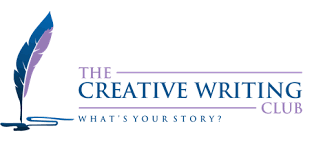 THE
CREATIVE WRITING
CLUB
WHAT'S YOUR STORY?